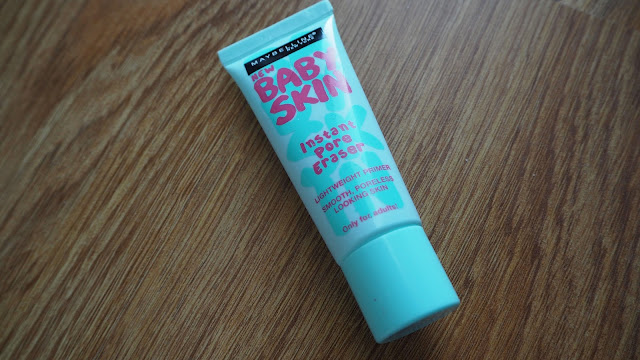 MAYBELLINE
NEW YORK
NEW
BABY
SKIN
Instant
Pore
Eraser
LIGHTWEIGHT PRIMER
SMOOTH, PORELESS
LOOKING SKIN
Only for adults!